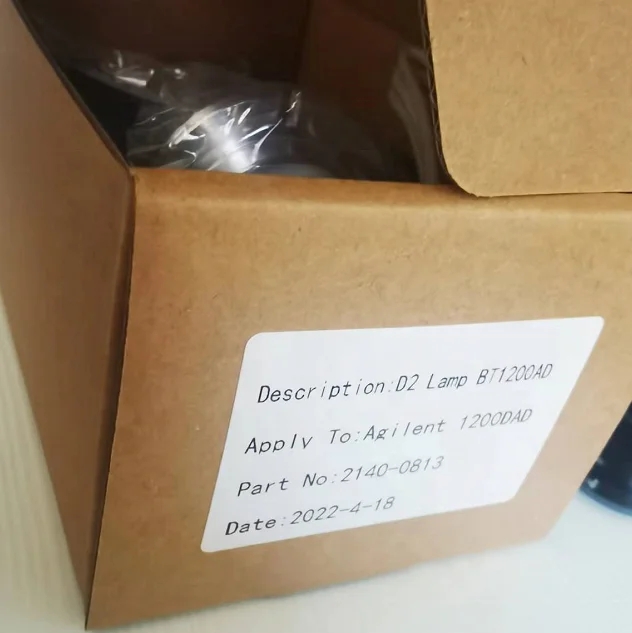 Description:D2 Lamp BT1200AD
Apply To:Agilent 1200DAD
Part No:2140-0813
Date:2022-4-18